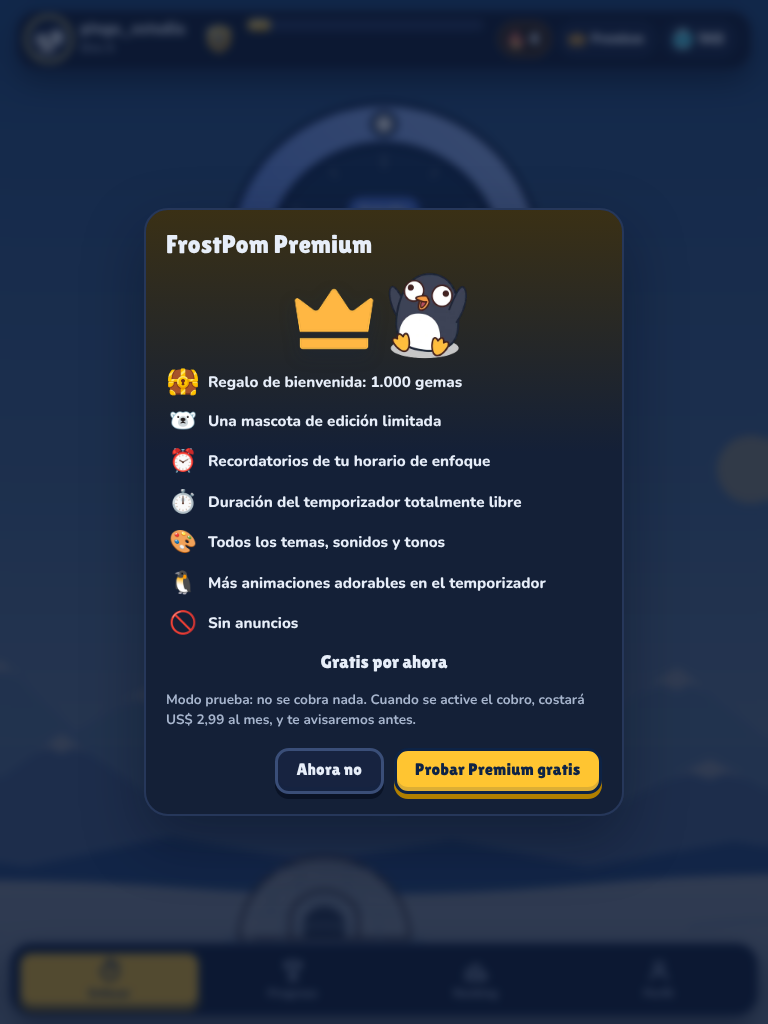 FrostPom Premium
Regalo de bienvenida: 1.000 gemas
Una mascota de edición limitada
Recordatorios de tu horario de enfoque
Duración del temporizador totalmente libre
Todos los temas, sonidos y tonos
Más animaciones adorables en el temporizador
Sin anuncios
Gratis por ahora
Modo prueba: no se cobra nada. Cuando se active el cobro, costará
US$ 2,99 al mes, y te avisaremos antes.
Ahora no
Probar Premium gratis